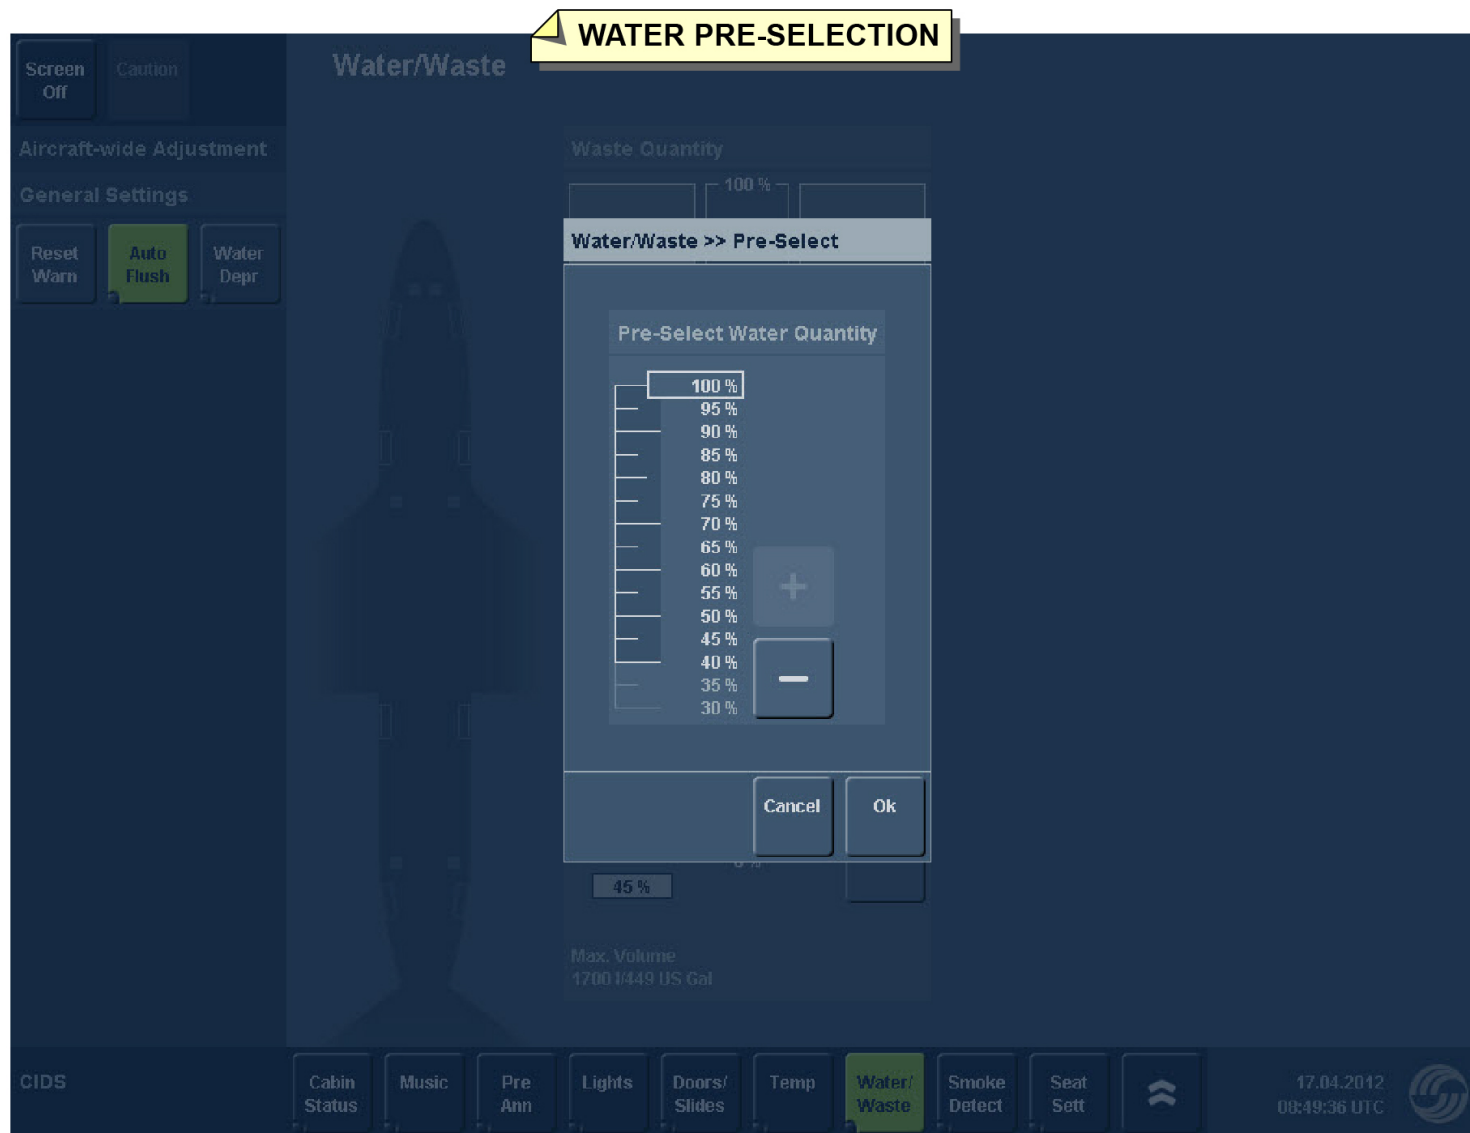 WATER PRE-SELECTION
Screen
Off
Caution
Water/Waste
Aircraft-wide Adjustment
General Settings
Reset
Warn
Auto
Flush
Water
Depr
Waste Quantity
100 %
Water/Waste >> Pre-Select
Pre-Select Water Quantity
100 %
95 %
90 %
85 %
80 %
75 %
70 %
65 %
60 %
55 %
50 %
45 %
40 %
35 %
30 %
+
−
Cancel
Ok
45 %
Max. Volume
1700 l/449 US Gal
CIDS
Cabin
Status
Music
Pre
Ann
Lights
Doors/
Slides
Temp
Water/
Waste
Smoke
Detect
Seat
Sett
17.04.2012
08:49:36 UTC